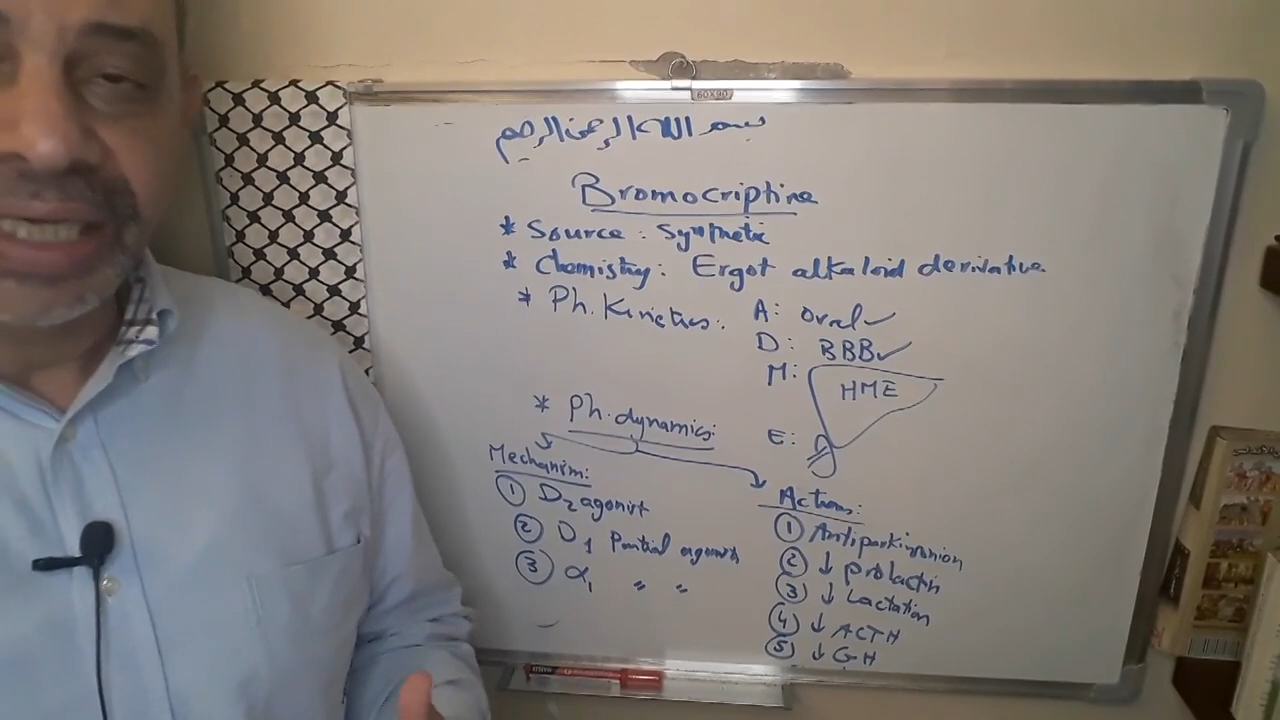 60X90
بسم الله الرحمن الرحيم
Bromocriptine
* Source: Synthetic
* Chemistry: Ergot alkaloid derivative
* Ph. Kinetics: A: oral ✓
D: BBB ✓
M: HME
E:
* Ph. dynamics:
Mechanism:
① D2 agonist
② D1 Partial agonist
③ α1 〃 〃
Actions:
① Antiparkinsonion
② ↓ prolactin
③ ↓ Lactation
④ ↓ ACTH
⑤ ↓ GH